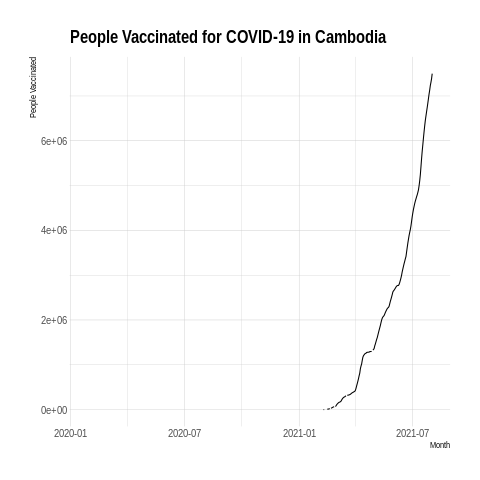 People Vaccinated for COVID-19 in Cambodia
People Vaccinated
6e+06
4e+06
2e+06
0e+00
2020-01 2020-07 2021-01 2021-07
Month